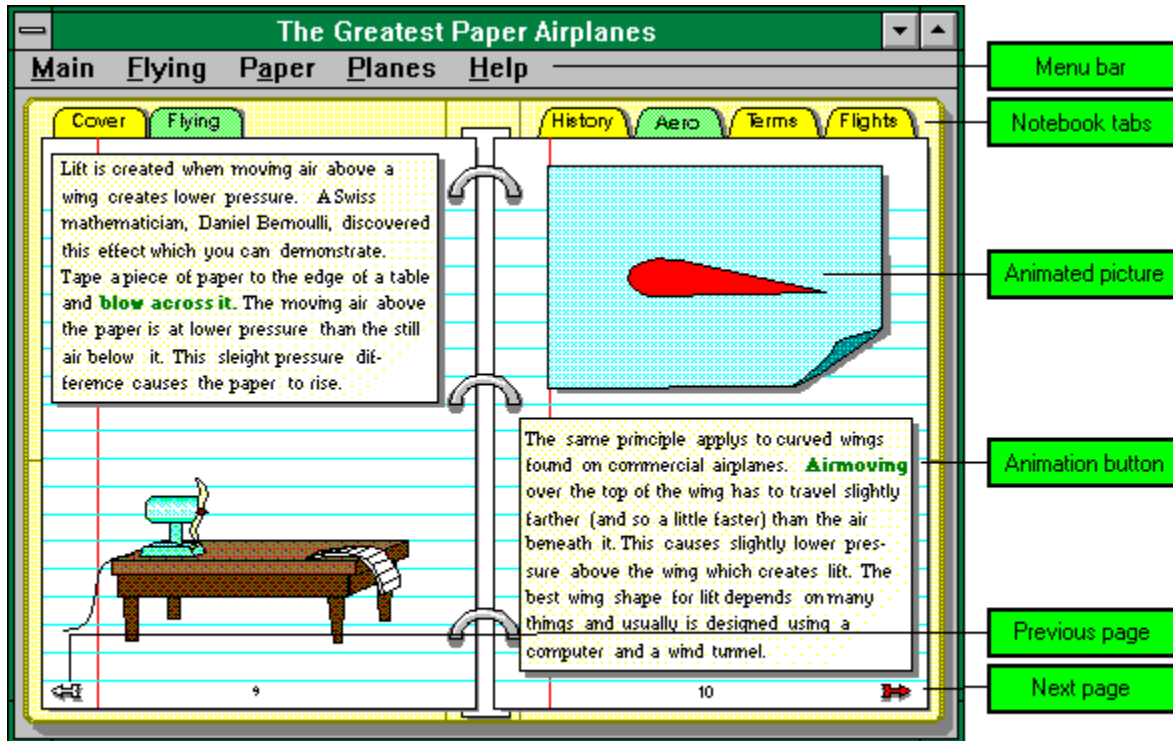 The Greatest Paper Airplanes
Main Flying Paper Planes Help
Menu bar
Cover Flying
History Aero Terms Flights
Notebook tabs
Lift is created when moving air above a
wing creates lower pressure. A Swiss
mathematician, Daniel Bernoulli, discovered
this effect which you can demonstrate.
Tape a piece of paper to the edge of a table
and blow across it. The moving air above
the paper is at lower pressure than the still
air below it. This sleight pressure dif-
ference causes the paper to rise.
Animated picture
The same principle applys to curved wings
found on commercial airplanes. Airmoving
over the top of the wing has to travel slightly
farther (and so a little faster) than the air
beneath it. This causes slightly lower pres-
sure above the wing which creates lift. The
best wing shape for lift depends on many
things and usually is designed using a
computer and a wind tunnel.
Animation button
Previous page
9
10
Next page